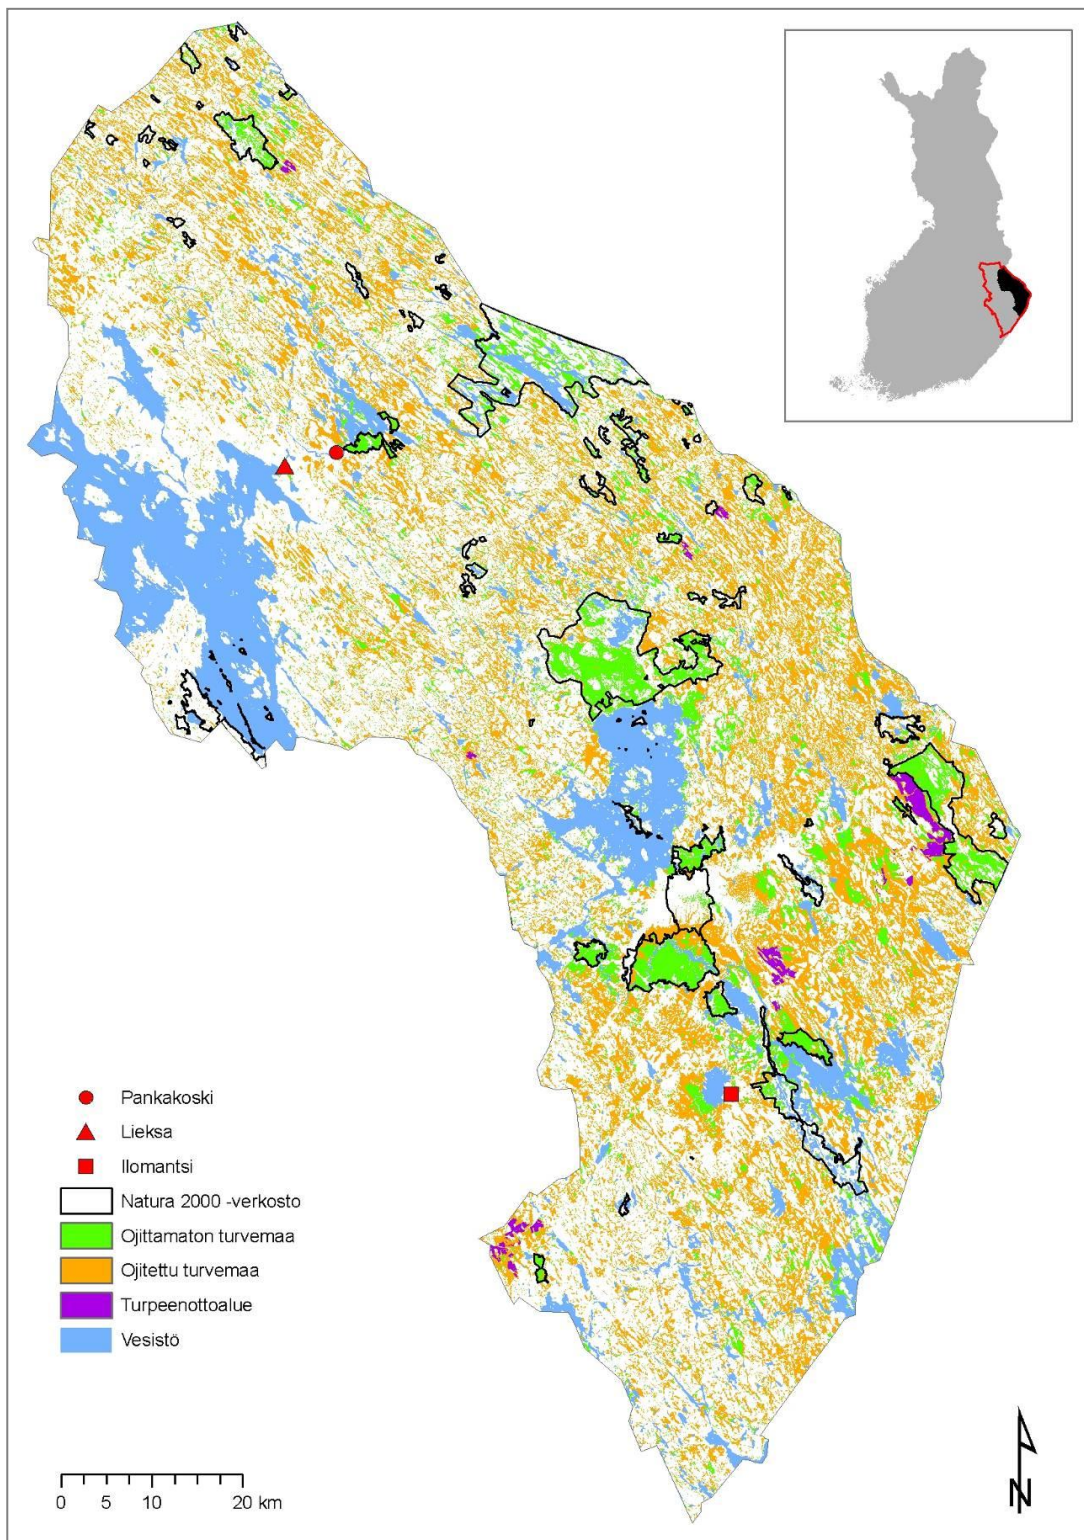 Pankakoski
Lieksa
Ilomantsi
Natura 2000 -verkosto
Ojittamaton turvemaa
Ojitettu turvemaa
Turpeenottoalue
Vesistö
0 5 10 20 km
N